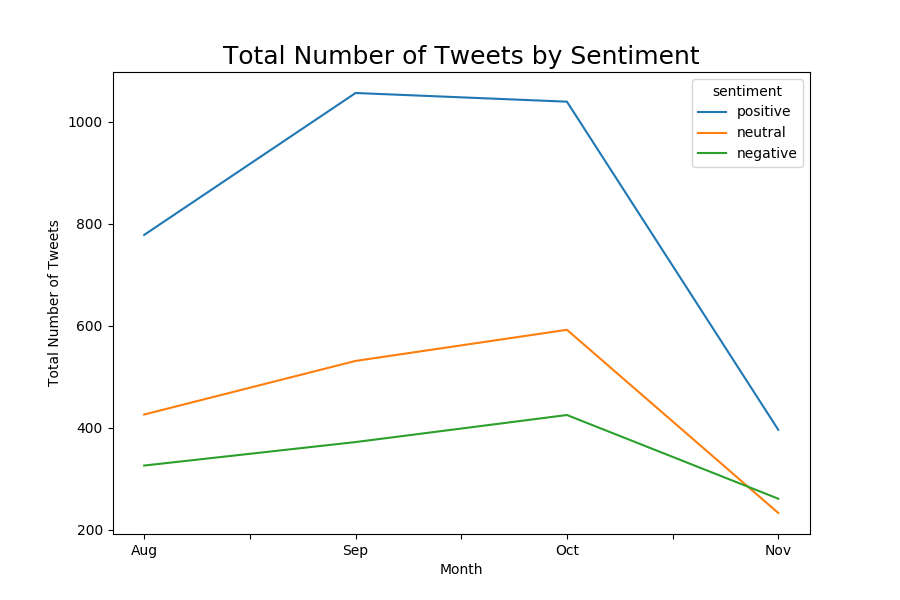 Total Number of Tweets by Sentiment
sentiment
positive
neutral
negative
1000
800
600
400
200
Total Number of Tweets
Aug Sep Oct Nov
Month